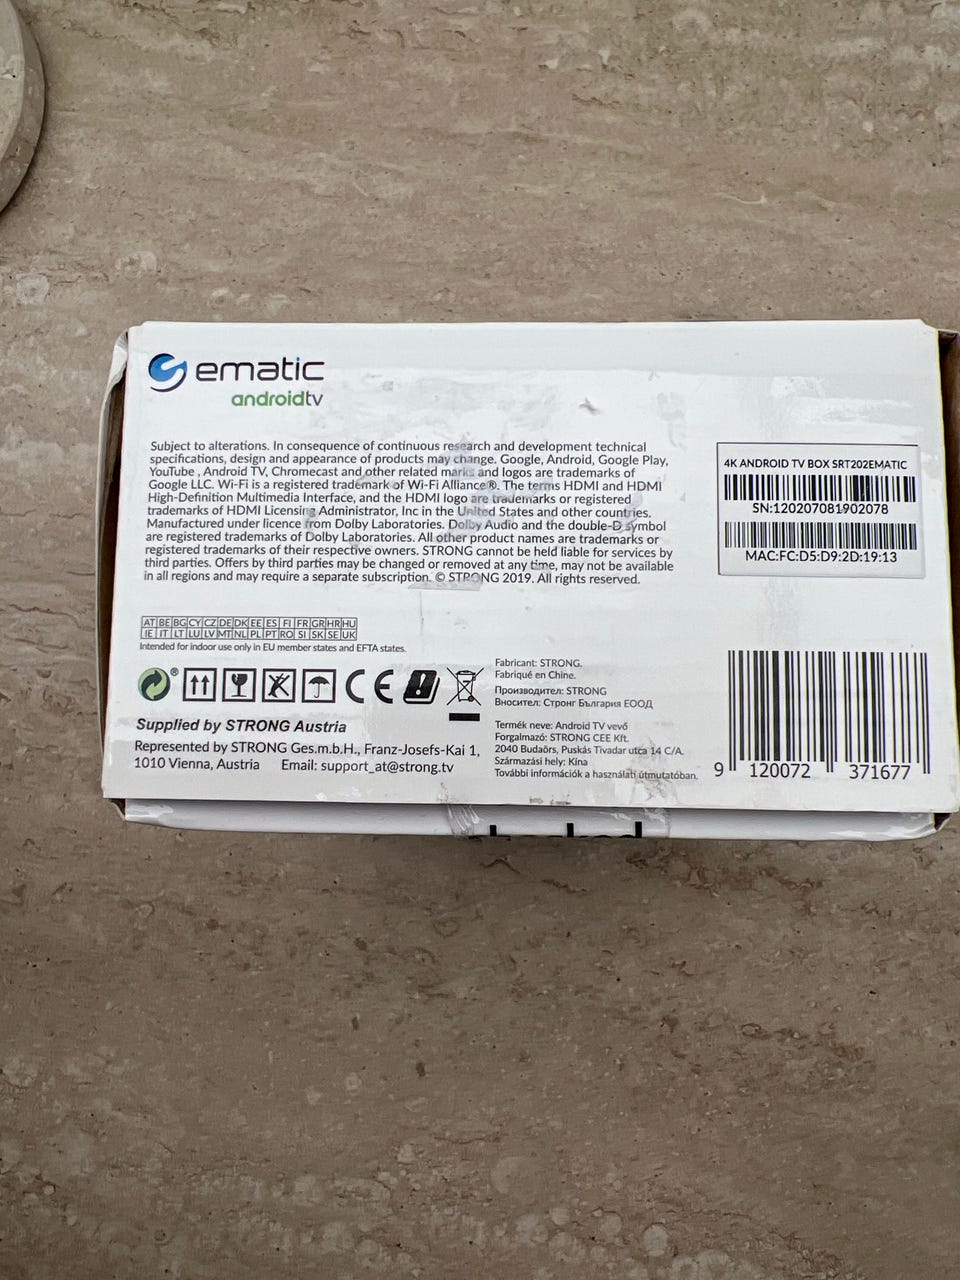 ematic
androidtv
Subject to alterations. In consequence of continuous research and development technical
specifications, design and appearance of products may change. Google, Android, Google Play,
YouTube , Android TV, Chromecast and other related marks and logos are trademarks of
Google LLC. Wi-Fi is a registered trademark of Wi-Fi Alliance®. The terms HDMI and HDMI
High-Definition Multimedia Interface, and the HDMI logo are trademarks or registered
trademarks of HDMI Licensing Administrator, Inc in the United States and other countries.
Manufactured under licence from Dolby Laboratories. Dolby Audio and the double-D symbol
are registered trademarks of Dolby Laboratories. All other product names are trademarks or
registered trademarks of their respective owners. STRONG cannot be held liable for services by
third parties. Offers by third parties may be changed or removed at any time, may not be available
in all regions and may require a separate subscription. © STRONG 2019. All rights reserved.
4K ANDROID TV BOX SRT202EMATIC
SN:120207081902078
MAC:FC:D5:D9:2D:19:13
AT BE BG CY CZ DE DK EE ES FI FR GR HR HU
IE IT LT LU LV MT NL PL PT RO SI SK SE UK
Intended for indoor use only in EU member states and EFTA states.
®
CE
Supplied by STRONG Austria
Represented by STRONG Ges.m.b.H., Franz-Josefs-Kai 1,
1010 Vienna, Austria Email: support_at@strong.tv
Fabricant: STRONG.
Fabriqué en Chine.
Производител: STRONG
Вносител: Стронг България ЕООД
Termék neve: Android TV vevő
Forgalmazó: STRONG CEE Kft.
2040 Budaörs, Puskás Tivadar utca 14 C/A.
Származási hely: Kína
További információk a használati útmutatóban.
9 120072 371677